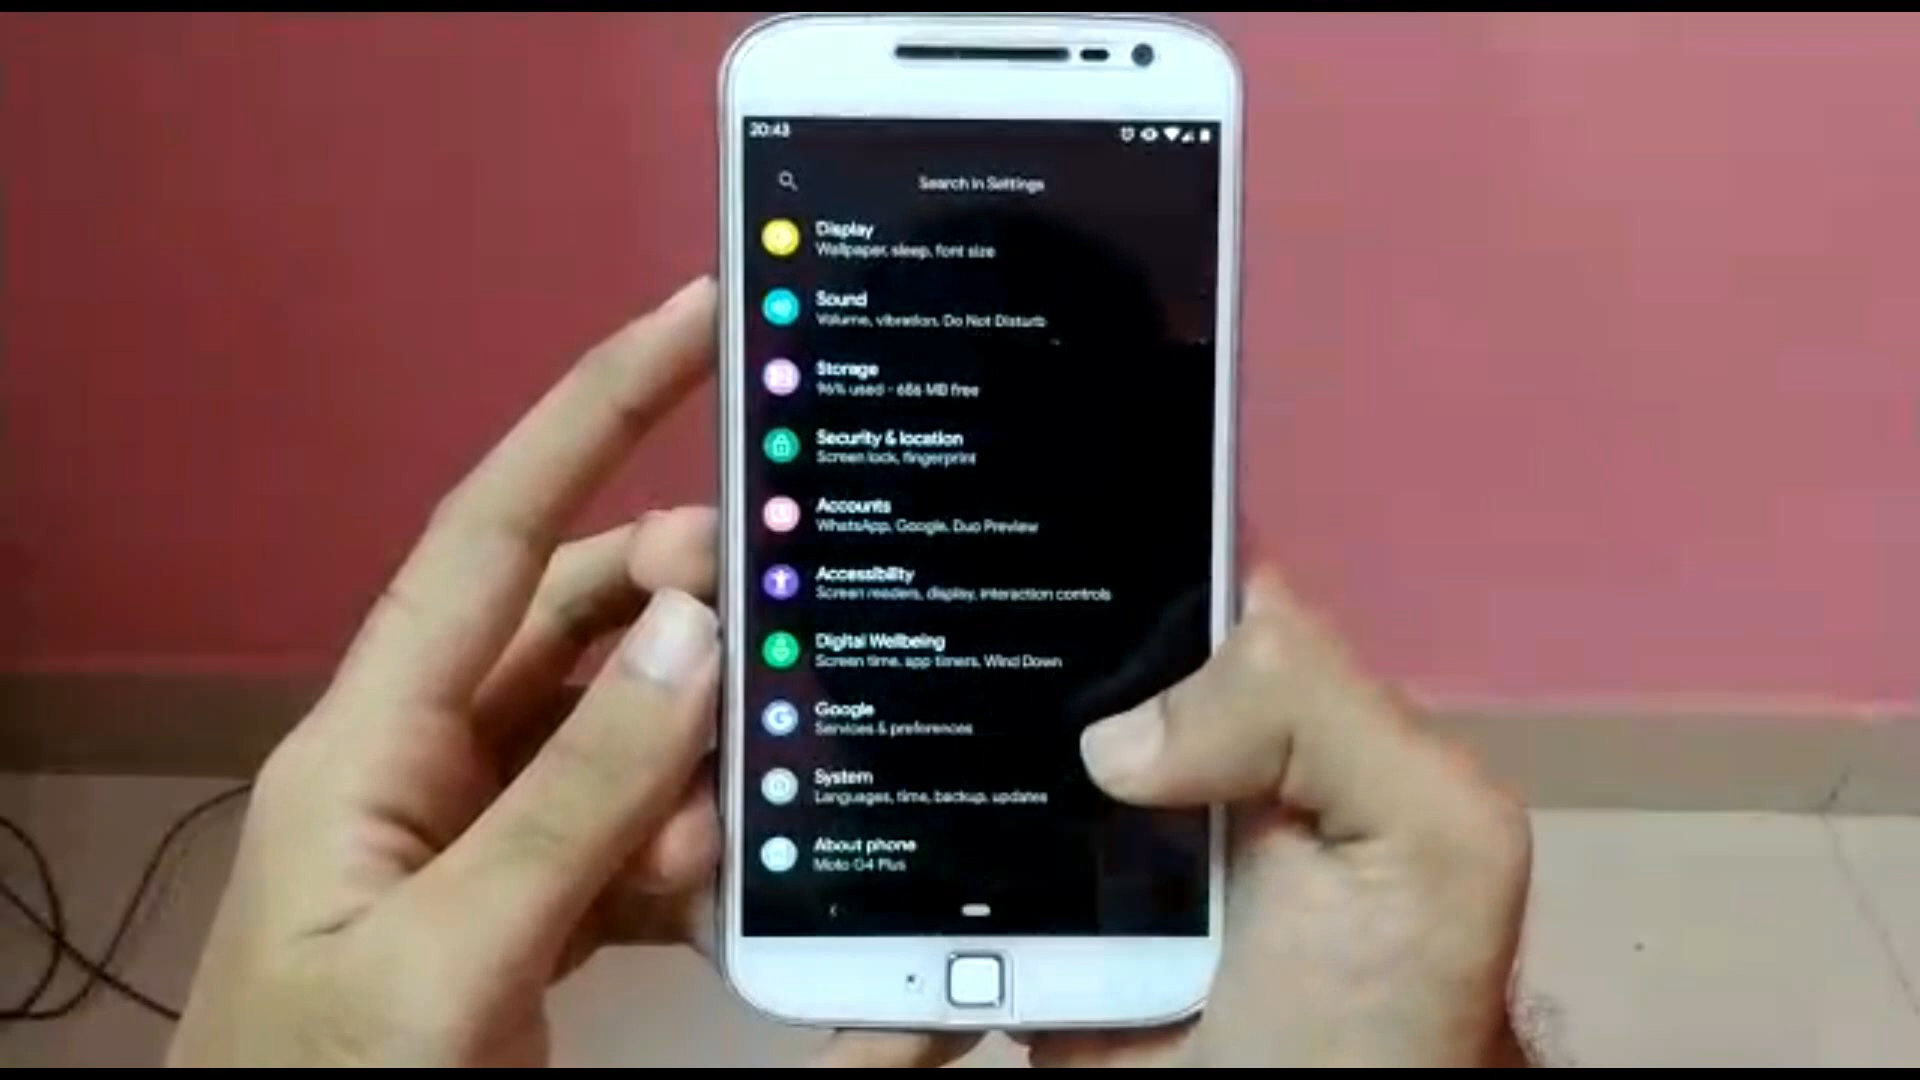 20:43
Search in Settings
Display
Wallpaper, sleep, font size
Sound
Volume, vibration, Do Not Disturb
Storage
96% used - 686 MB free
Security & location
Screen lock, fingerprint
Accounts
WhatsApp, Google, Duo Preview
Accessibility
Screen readers, display, interaction controls
Digital Wellbeing
Screen time, app timers, Wind Down
Google
Services & preferences
System
Languages, time, backup, updates
About phone
Moto G4 Plus